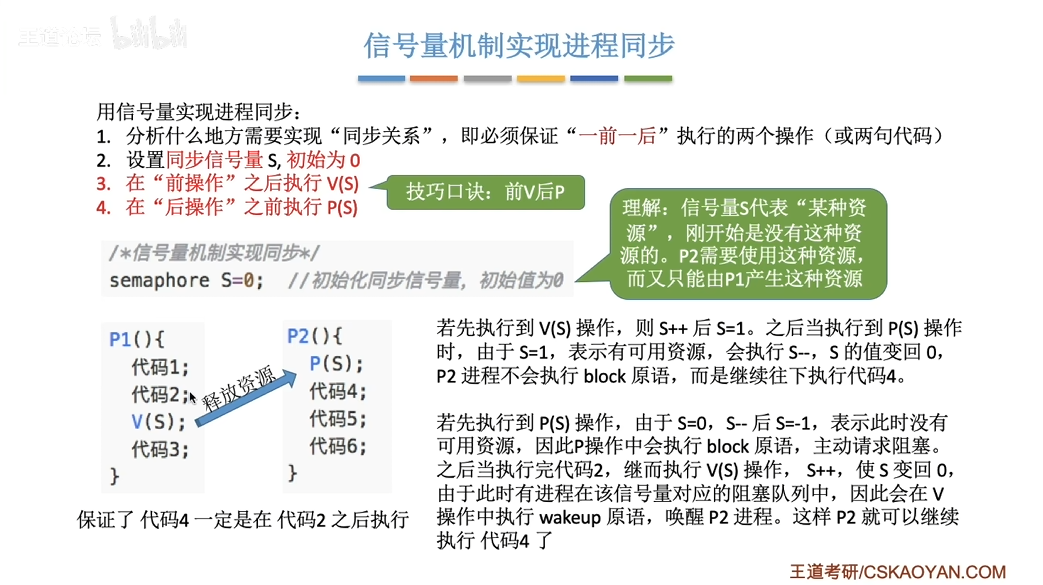 王道考研 bilibili
信号量机制实现进程同步
用信号量实现进程同步：
1. 分析什么地方需要实现“同步关系”，即必须保证“一前一后”执行的两个操作（或两句代码）
2. 设置同步信号量 S, 初始为 0
3. 在“前操作”之后执行 V(S)
4. 在“后操作”之前执行 P(S)
技巧口诀：前V后P
理解：信号量S代表“某种资
源”，刚开始是没有这种资
源的。P2需要使用这种资源，
而又只能由P1产生这种资源
/*信号量机制实现同步*/
semaphore S=0; //初始化同步信号量，初始值为0
P1(){
代码1;
代码2;
V(S);
代码3;
}
释放资源
P2(){
P(S);
代码4;
代码5;
代码6;
}
保证了 代码4 一定是在 代码2 之后执行
若先执行到 V(S) 操作，则 S++ 后 S=1。之后当执行到 P(S) 操作
时，由于 S=1，表示有可用资源，会执行 S--，S 的值变回 0，
P2 进程不会执行 block 原语，而是继续往下执行代码4。
若先执行到 P(S) 操作，由于 S=0，S-- 后 S=-1，表示此时没有
可用资源，因此P操作中会执行 block 原语，主动请求阻塞。
之后当执行完代码2，继而执行 V(S) 操作， S++，使 S 变回 0，
由于此时有进程在该信号量对应的阻塞队列中，因此会在 V
操作中执行 wakeup 原语，唤醒 P2 进程。这样 P2 就可以继续
执行 代码4 了
王道考研/CSKAOYAN.COM